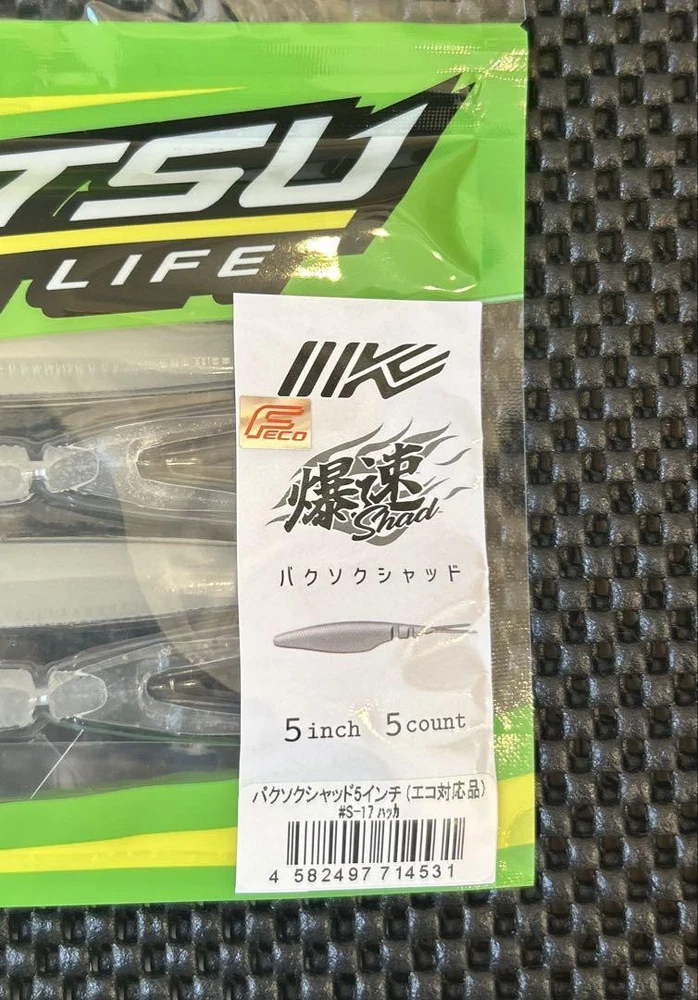 TSU
LIFE
IKE
FECO
爆速
Shad
バクソクシャッド
5inch 5count
バクソクシャッド5インチ(エコ対応品)
#S-17 ハッカ
4 582497 714531